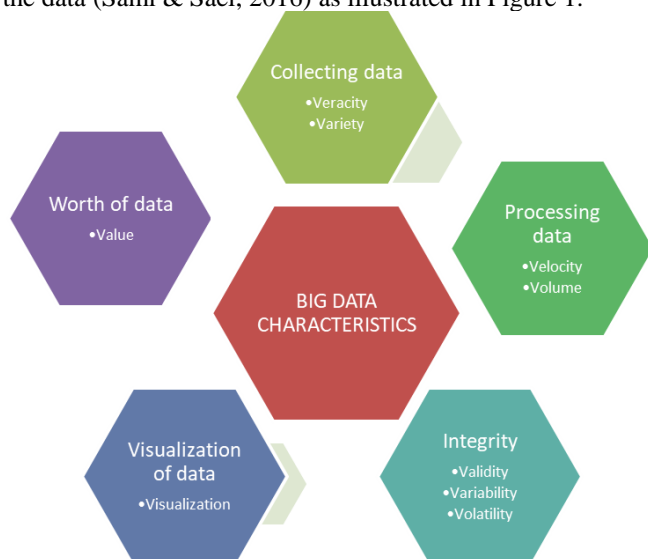 the data (Sami & Sael, 2016) as illustrated in Figure 1.
Collecting data
•Veracity
•Variety
Worth of data
•Value
Processing
data
•Velocity
•Volume
BIG DATA
CHARACTERISTICS
Visualization
of data
•Visualization
Integrity
•Validity
•Variability
•Volatility